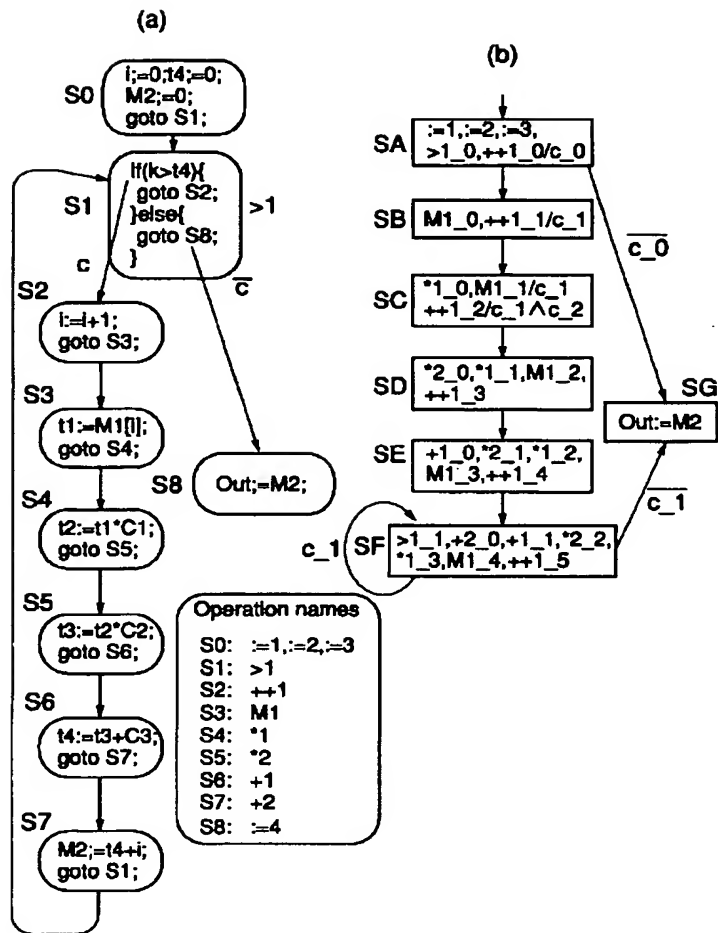 (a)
S0
i;=0;t4;=0;
M2;=0;
goto S1;
S1
If(k>t4){
goto S2;
}else{
goto S8;
}
>1
c
c̅
S2
i:=i+1;
goto S3;
S3
t1:=M1[i];
goto S4;
S4
t2:=t1*C1;
goto S5;
S5
t3:=t2*C2;
goto S6;
S6
t4:=t3+C3;
goto S7;
S7
M2;=t4+i;
goto S1;
S8
Out;=M2;
Operation names
S0: :=1,:=2,:=3
S1: >1
S2: ++1
S3: M1
S4: *1
S5: *2
S6: +1
S7: +2
S8: :=4
(b)
SA
:=1,:=2,:=3,
>1_0,++1_0/c_0
SB
M1_0,++1_1/c_1
SC
*1_0,M1_1/c_1
++1_2/c_1∧c_2
SD
*2_0,*1_1,M1_2,
++1_3
SE
+1_0,*2_1,*1_2,
M1_3,++1_4
c_1
SF
>1_1,+2_0,+1_1,*2_2,
*1_3,M1_4,++1_5
c̅_̅0̅
SG
Out:=M2
c̅_̅1̅